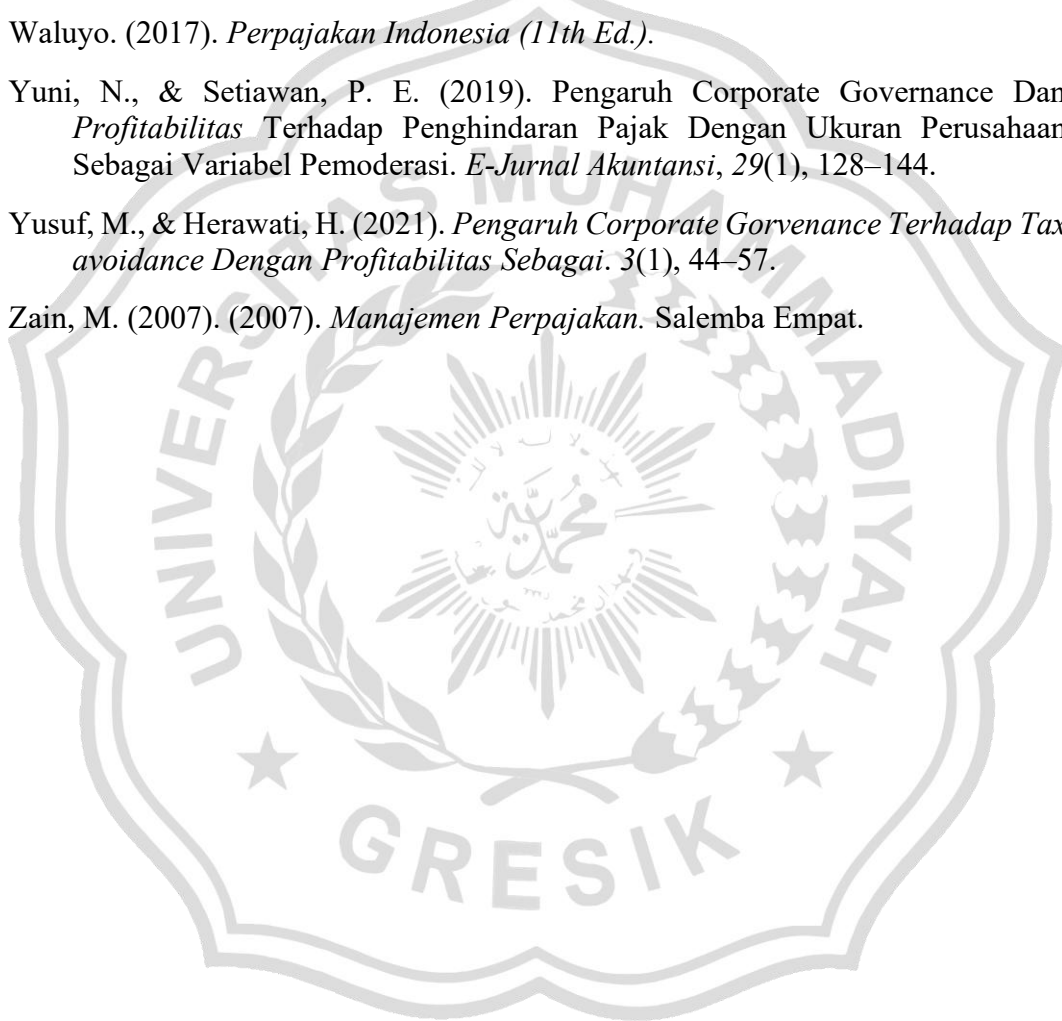 Waluyo. (2017). Perpajakan Indonesia (11th Ed.).
Yuni, N., & Setiawan, P. E. (2019). Pengaruh Corporate Governance Dan
Profitabilitas Terhadap Penghindaran Pajak Dengan Ukuran Perusahaan
Sebagai Variabel Pemoderasi. E-Jurnal Akuntansi, 29(1), 128–144.
Yusuf, M., & Herawati, H. (2021). Pengaruh Corporate Gorvenance Terhadap Tax
avoidance Dengan Profitabilitas Sebagai. 3(1), 44–57.
Zain, M. (2007). (2007). Manajemen Perpajakan. Salemba Empat.
UNIVERSITAS MUHAMMADIYAH
GRESIK